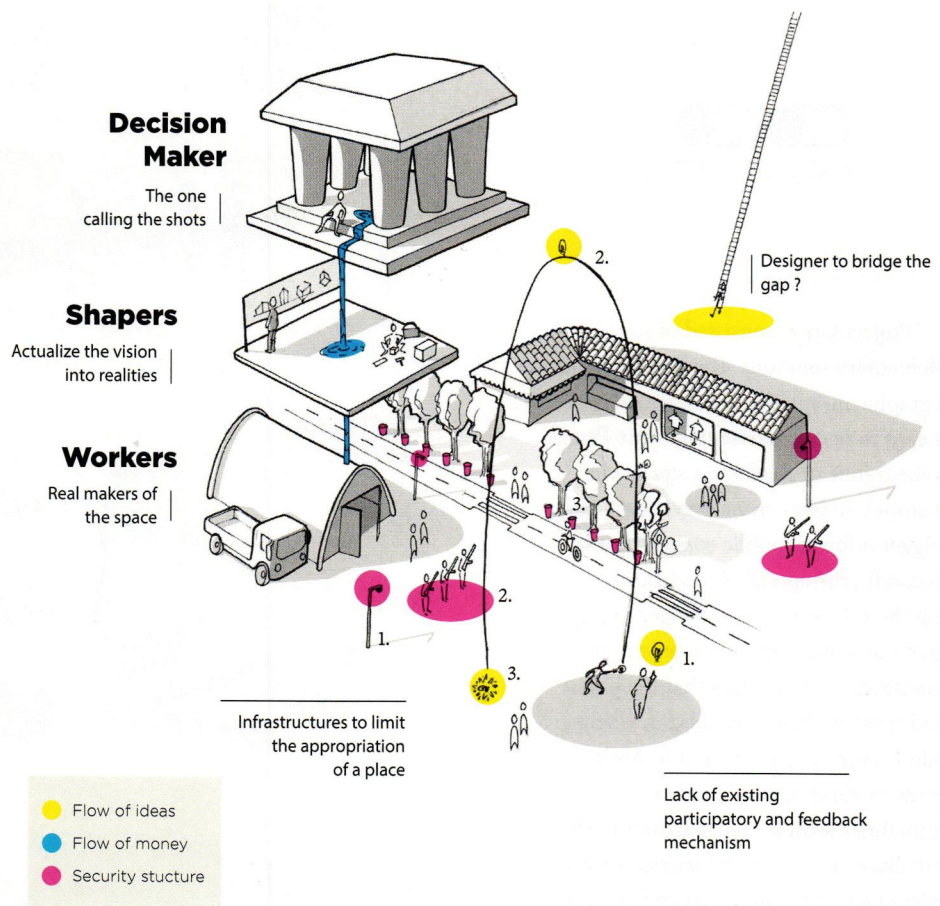 Decision
Maker
The one
calling the shots
2.
Designer to bridge the
gap ?
Shapers
Actualize the vision
into realities
Workers
Real makers of
the space
3.
2.
1.
1.
3.
Infrastructures to limit
the appropriation
of a place
Lack of existing
participatory and feedback
mechanism
Flow of ideas
Flow of money
Security stucture